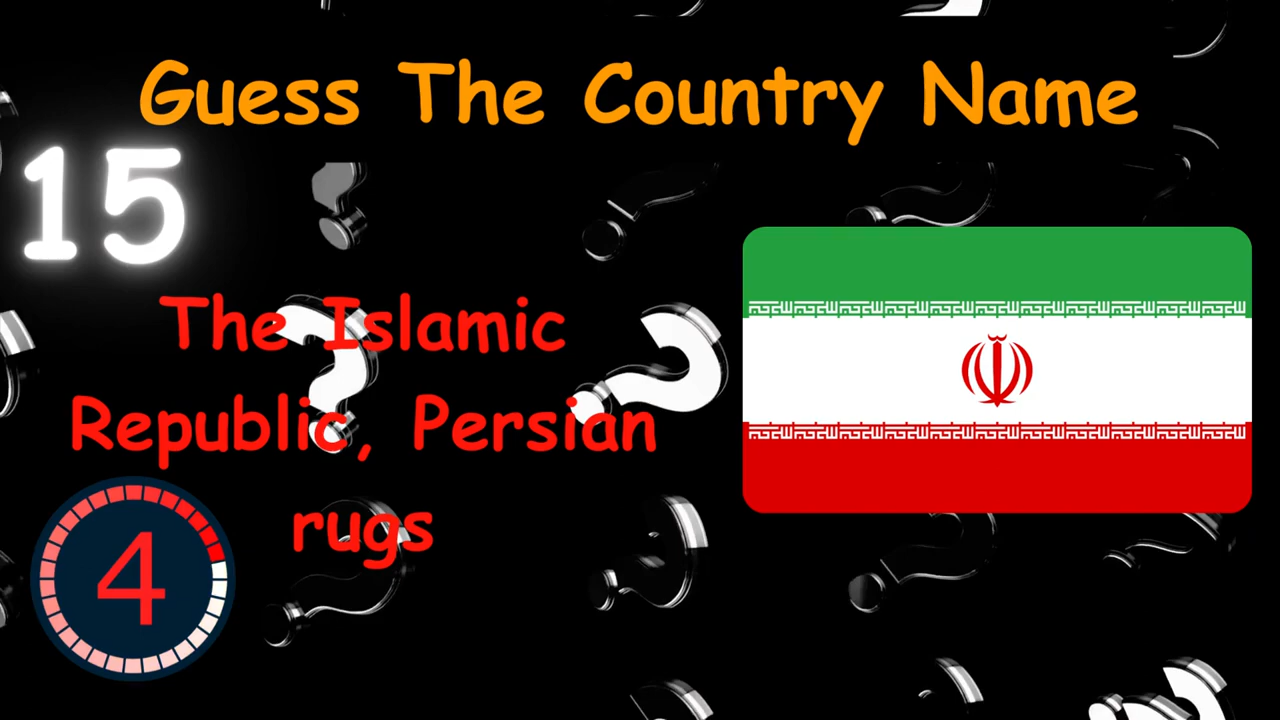 Guess The Country Name
15
The Islamic
Republic, Persian
rugs
4